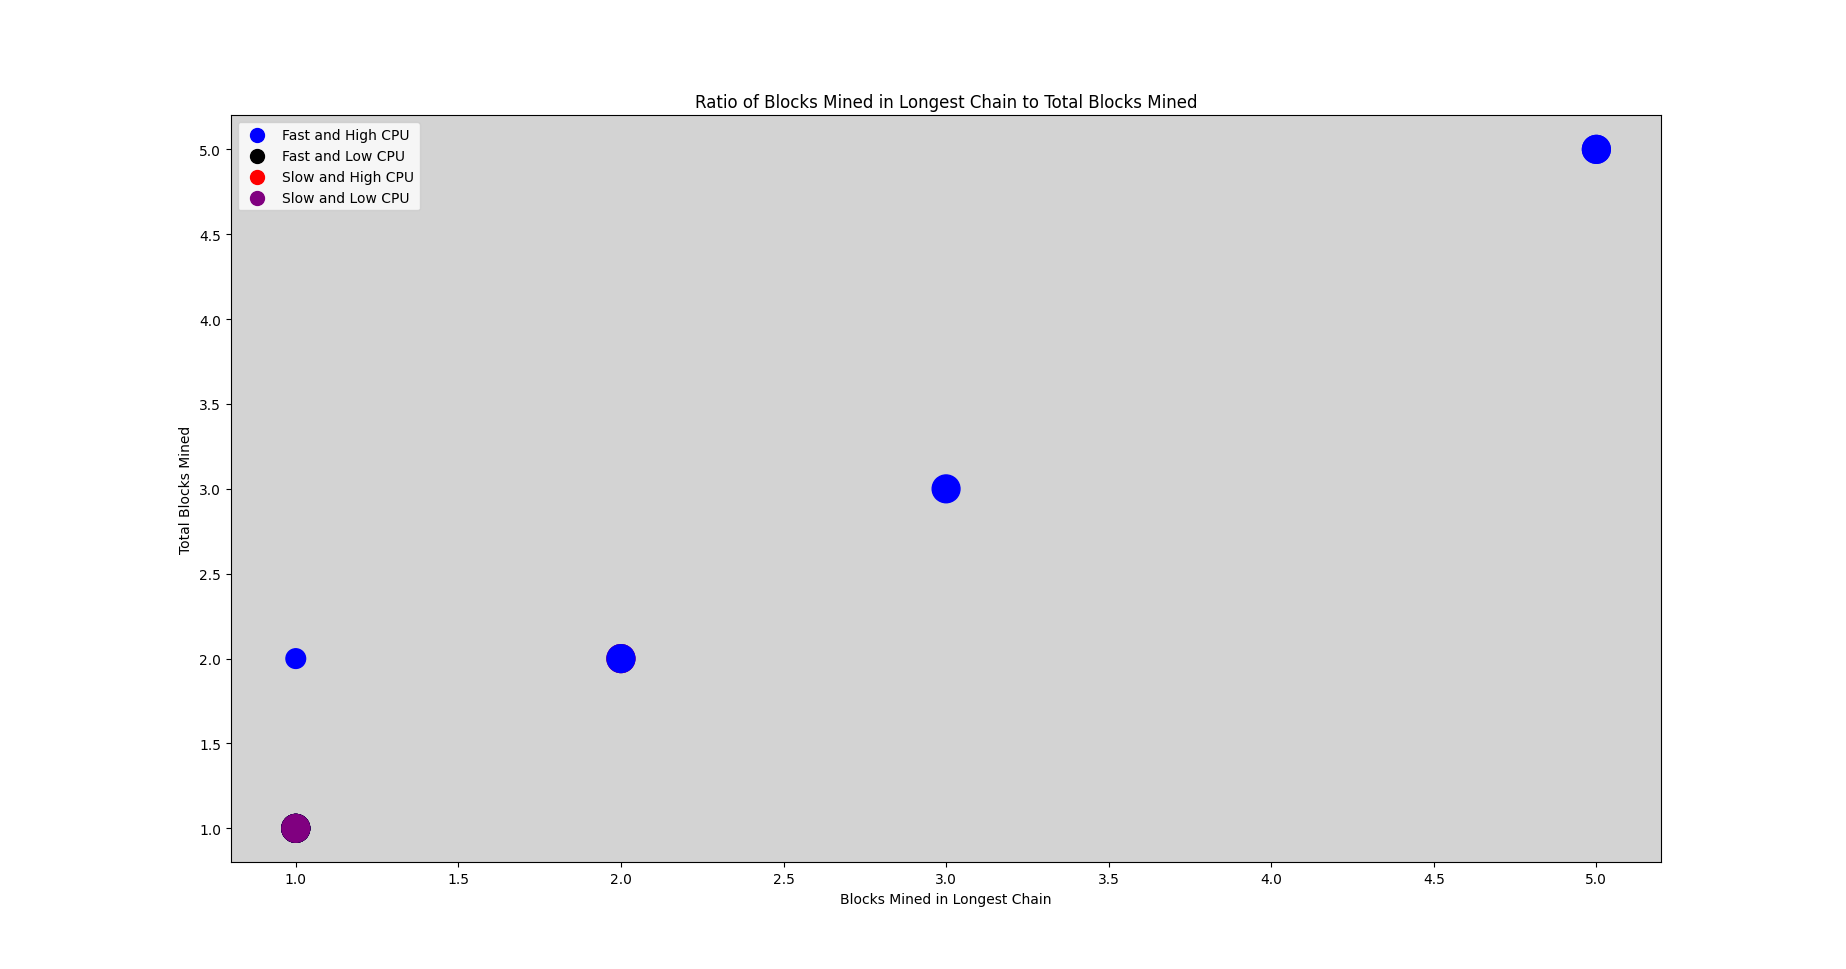 Ratio of Blocks Mined in Longest Chain to Total Blocks Mined
Fast and High CPU
Fast and Low CPU
Slow and High CPU
Slow and Low CPU
5.0
4.5
4.0
3.5
3.0
2.5
2.0
1.5
1.0
Total Blocks Mined
1.0 1.5 2.0 2.5 3.0 3.5 4.0 4.5 5.0
Blocks Mined in Longest Chain